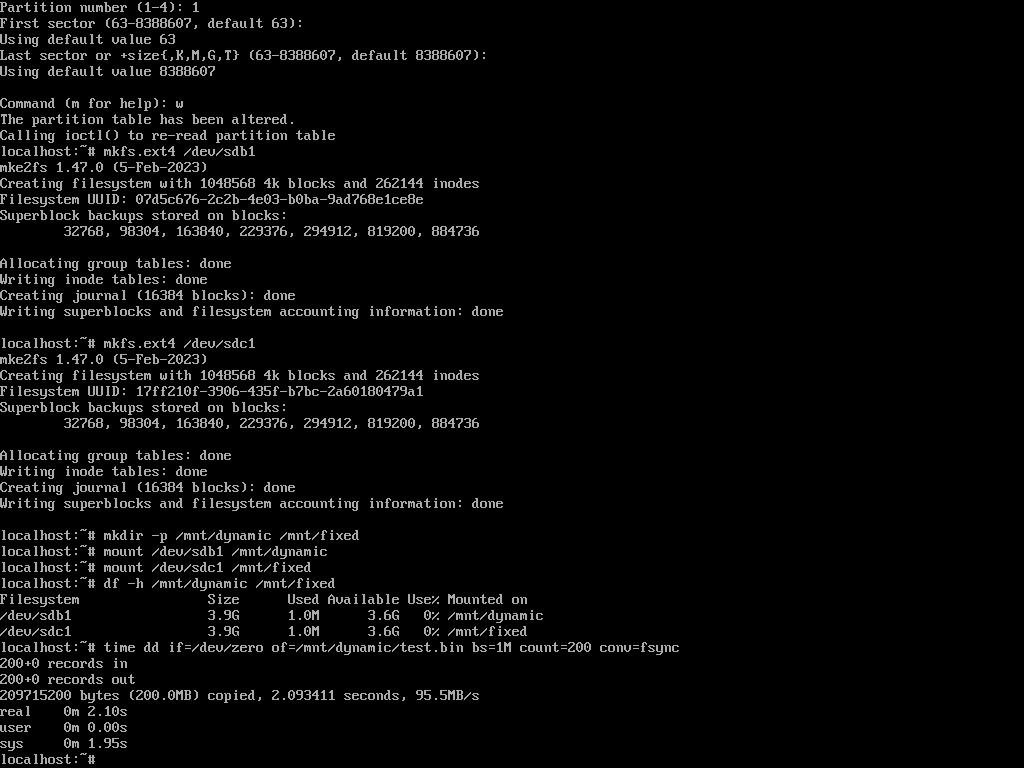 Partition number (1-4): 1
First sector (63-8388607, default 63):
Using default value 63
Last sector or +size{,K,M,G,T} (63-8388607, default 8388607):
Using default value 8388607
Command (m for help): w
The partition table has been altered.
Calling ioctl() to re-read partition table
localhost:~# mkfs.ext4 /dev/sdb1
mke2fs 1.47.0 (5-Feb-2023)
Creating filesystem with 1048568 4k blocks and 262144 inodes
Filesystem UUID: 07d5c676-2c2b-4e03-b0ba-9ad768e1ce8e
Superblock backups stored on blocks:
        32768, 98304, 163840, 229376, 294912, 819200, 884736
Allocating group tables: done
Writing inode tables: done
Creating journal (16384 blocks): done
Writing superblocks and filesystem accounting information: done
localhost:~# mkfs.ext4 /dev/sdc1
mke2fs 1.47.0 (5-Feb-2023)
Creating filesystem with 1048568 4k blocks and 262144 inodes
Filesystem UUID: 17ff210f-3906-435f-b7bc-2a60180479a1
Superblock backups stored on blocks:
        32768, 98304, 163840, 229376, 294912, 819200, 884736
Allocating group tables: done
Writing inode tables: done
Creating journal (16384 blocks): done
Writing superblocks and filesystem accounting information: done
localhost:~# mkdir -p /mnt/dynamic /mnt/fixed
localhost:~# mount /dev/sdb1 /mnt/dynamic
localhost:~# mount /dev/sdc1 /mnt/fixed
localhost:~# df -h /mnt/dynamic /mnt/fixed
Filesystem                Size      Used Available Use% Mounted on
/dev/sdb1                 3.9G      1.0M      3.6G   0% /mnt/dynamic
/dev/sdc1                 3.9G      1.0M      3.6G   0% /mnt/fixed
localhost:~# time dd if=/dev/zero of=/mnt/dynamic/test.bin bs=1M count=200 conv=fsync
200+0 records in
200+0 records out
209715200 bytes (200.0MB) copied, 2.093411 seconds, 95.5MB/s
real    0m 2.10s
user    0m 0.00s
sys     0m 1.95s
localhost:~#